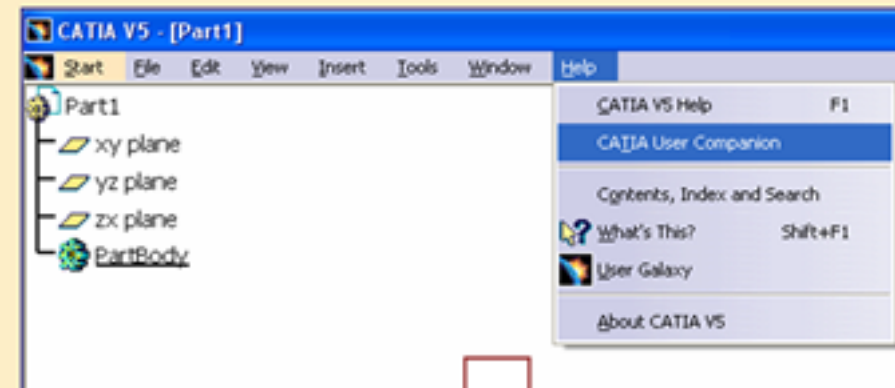 CATIA V5 - [Part1]
Start File Edit View Insert Tools Window Help
Part1
xy plane
yz plane
zx plane
PartBody
CATIA V5 Help F1
CATIA User Companion
Contents, Index and Search
What's This? Shift+F1
User Galaxy
About CATIA V5